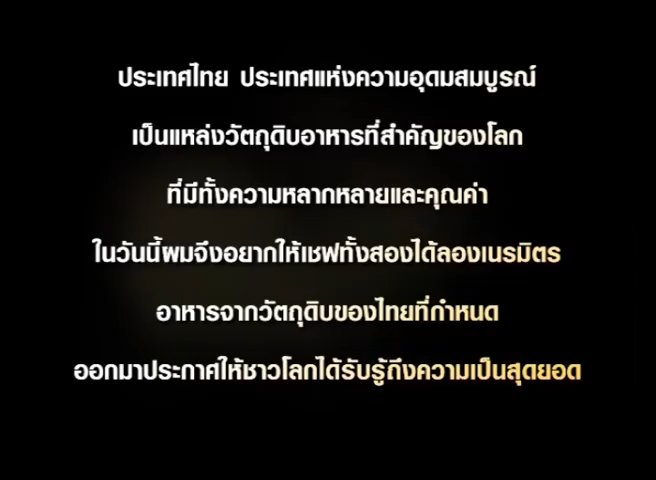 ประเทศไทย ประเทศแห่งความอุดมสมบูรณ์
เป็นแหล่งวัตถุดิบอาหารที่สำคัญของโลก
ที่มีทั้งความหลากหลายและคุณค่า
ในวันนี้ผมจึงอยากให้เชฟทั้งสองได้ลองเนรมิตร
อาหารจากวัตถุดิบของไทยที่กำหนด
ออกมาประกาศให้ชาวโลกได้รับรู้ถึงความเป็นสุดยอด